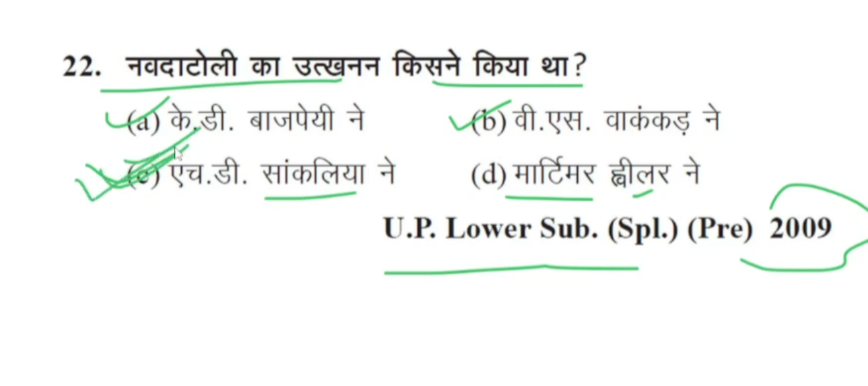 22. नवदाटोली का उत्खनन किसने किया था?
(a) के.डी. बाजपेयी ने (b) वी.एस. वाकंकड़ ने
(c) एच.डी. सांकलिया ने (d) मार्टिमर ह्वीलर ने
U.P. Lower Sub. (Spl.) (Pre) 2009